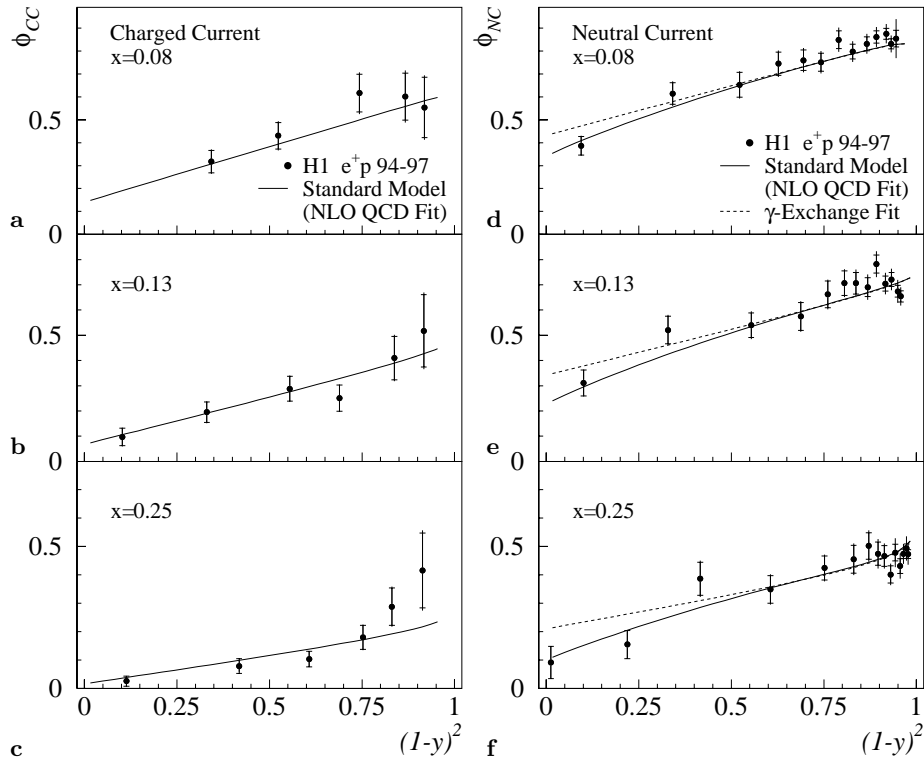 ϕCC
Charged Current
x=0.08
0.5
H1 e⁺p 94-97
Standard Model
(NLO QCD Fit)
a
0
x=0.13
0.5
b
0
x=0.25
0.5
0
0 0.25 0.5 0.75 1
c
(1-y)²
ϕNC
Neutral Current
x=0.08
0.5
H1 e⁺p 94-97
Standard Model
(NLO QCD Fit)
γ-Exchange Fit
d
0
x=0.13
0.5
e
0
x=0.25
0.5
0
0 0.25 0.5 0.75 1
f
(1-y)²